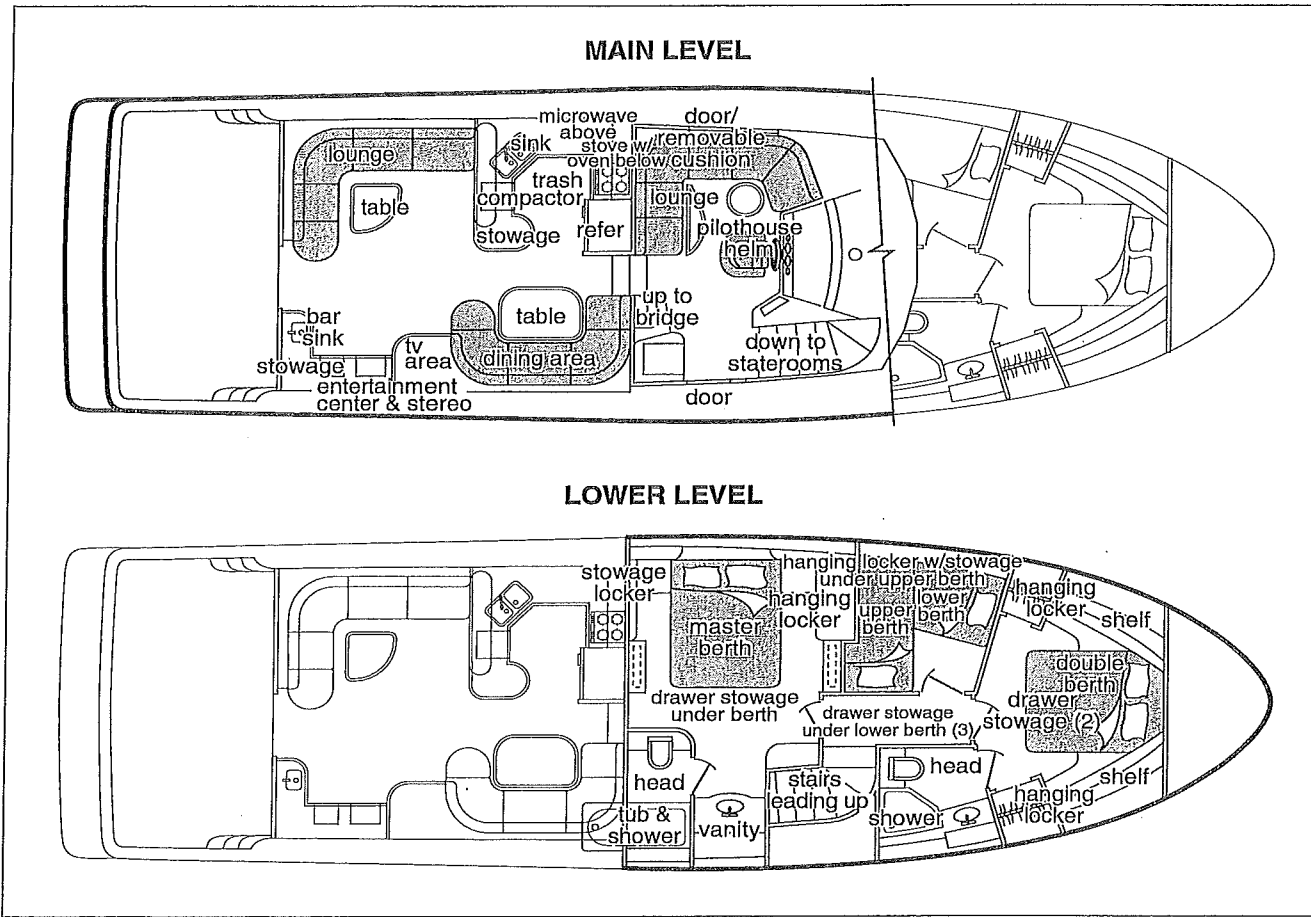 MAIN LEVEL
lounge
table
sink
microwave
above
stove w/
oven below
trash
compactor
stowage
refer
door/
removable
cushion
lounge
pilothouse
helm
bar
sink
stowage
tv
area
entertainment
center & stereo
table
dining area
up to
bridge
door
down to
staterooms
LOWER LEVEL
stowage
locker
master
berth
drawer stowage
under berth
hanging
locker
hanging locker w/stowage
under upper berth
upper
berth
lower
berth
drawer stowage
under lower berth (3)
hanging
locker
shelf
double
berth
drawer
stowage (2)
shelf
hanging
locker
head
tub &
shower
vanity
stairs
leading up
head
shower